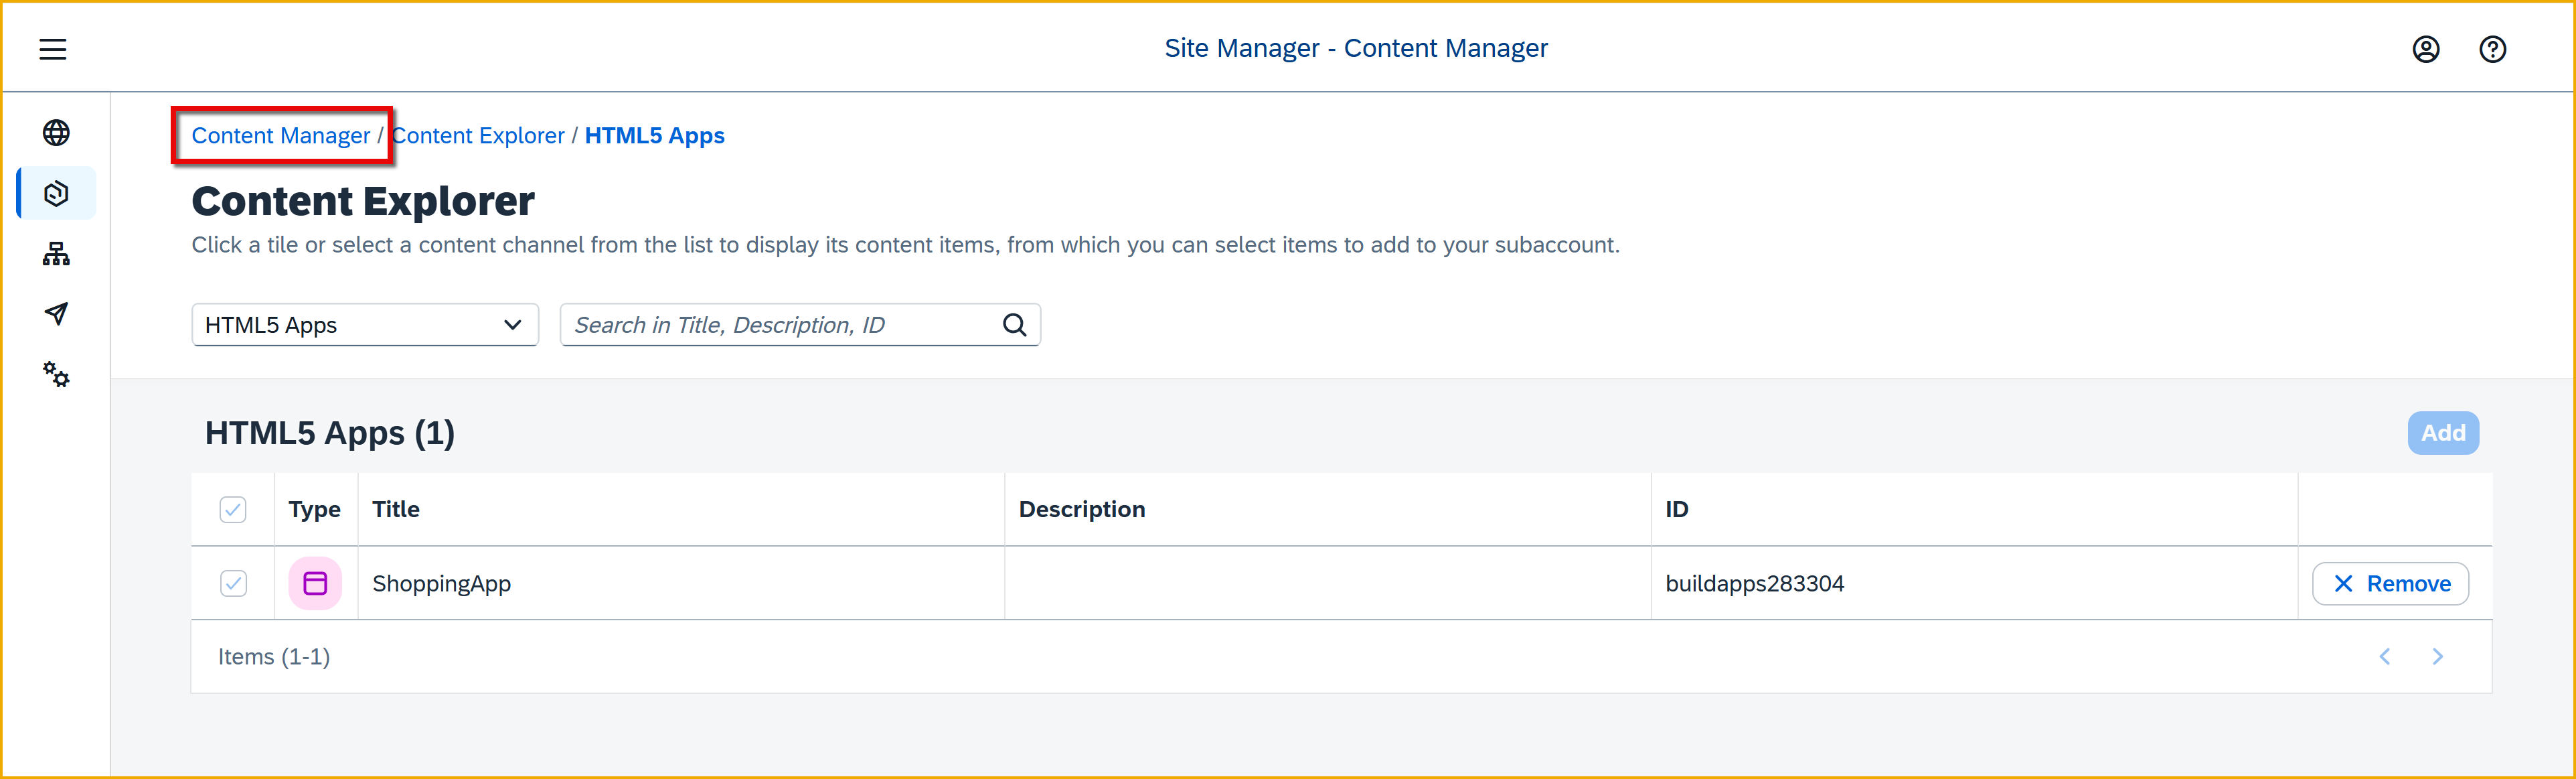 Site Manager - Content Manager
Content Manager / Content Explorer / HTML5 Apps
Content Explorer
Click a tile or select a content channel from the list to display its content items, from which you can select items to add to your subaccount.
HTML5 Apps
Search in Title, Description, ID
HTML5 Apps (1)
Add
Type Title Description ID
ShoppingApp buildapps283304 Remove
Items (1-1)